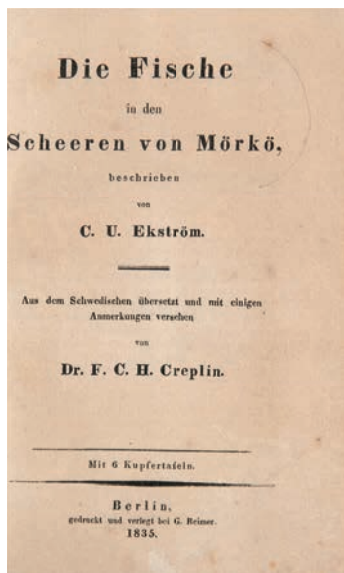 Die Fische
in den
Scheeren von Mörkö,
beschrieben
von
C. U. Ekström.
Aus dem Schwedischen übersetzt und mit einigen
Anmerkungen versehen
von
Dr. F. C. H. Creplin.
Mit 6 Kupfertafeln.
Berlin,
gedruckt und verlegt bei G. Reimer.
1835.